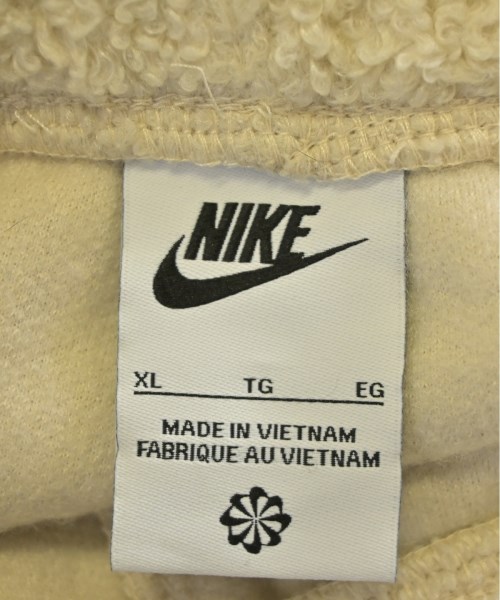 NIKE
XL TG EG
MADE IN VIETNAM
FABRIQUE AU VIETNAM